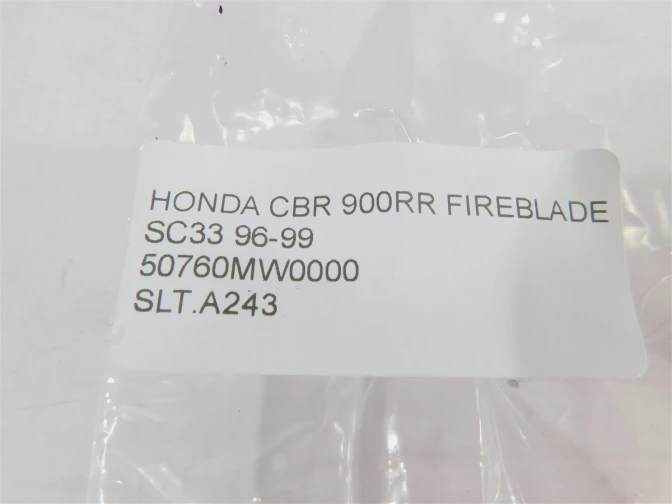 HONDA CBR 900RR FIREBLADE
SC33 96-99
50760MW0000
SLT.A243